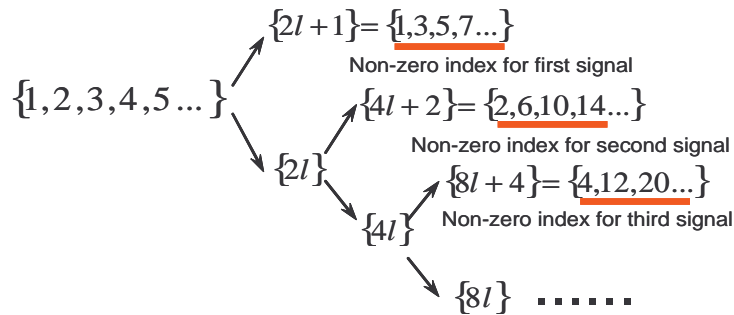 {2l+1}={1,3,5,7...}
Non-zero index for first signal
{1,2,3,4,5...}
{4l+2}={2,6,10,14...}
Non-zero index for second signal
{2l}
{8l+4}={4,12,20...}
Non-zero index for third signal
{4l}
{8l} ......